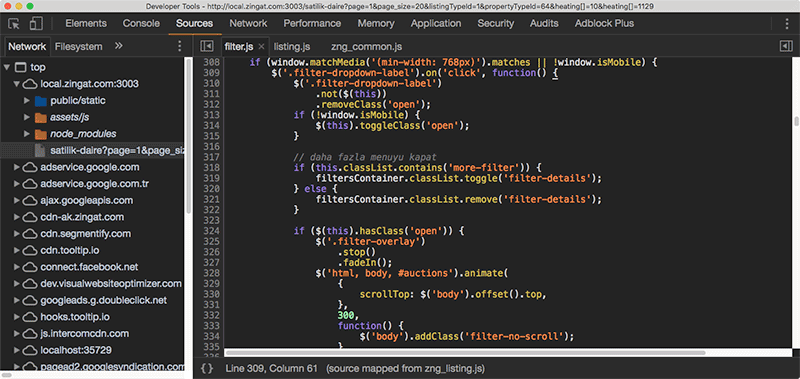 Developer Tools - http://local.zingat.com:3003/satilik-daire?page=1&page_size=20&listingTypeId=1&propertyTypeId=64&heating[]=10&heating[]=1129
Elements Console Sources Network Performance Memory Application Security Audits Adblock Plus
Network Filesystem »
filter.js × listing.js zng_common.js
top
local.zingat.com:3003
public/static
assets/js
node_modules
satilik-daire?page=1&page_siz
adservice.google.com
adservice.google.com.tr
ajax.googleapis.com
cdn-ak.zingat.com
cdn.segmentify.com
cdn.tooltip.io
connect.facebook.net
dev.visualwebsiteoptimizer.com
googleads.g.doubleclick.net
hooks.tooltip.io
js.intercomcdn.com
localhost:35729
pagead2.googlesyndication.com
308 if (window.matchMedia('(min-width: 768px)').matches || !window.isMobile) {
309 $('.filter-dropdown-label').on('click', function() {
310 $('.filter-dropdown-label')
311 .not($(this))
312 .removeClass('open');
313 if (!window.isMobile) {
314 $(this).toggleClass('open');
315 }
316
317 // daha fazla menuyu kapat
318 if (this.classList.contains('more-filter')) {
319 filtersContainer.classList.toggle('filter-details');
320 } else {
321 filtersContainer.classList.remove('filter-details');
322 }
323
324 if ($(this).hasClass('open')) {
325 $('.filter-overlay')
326 .stop()
327 .fadeIn();
328 $('html, body, #auctions').animate(
329 {
330 scrollTop: $('body').offset().top,
331 },
332 300,
333 function() {
334 $('body').addClass('filter-no-scroll');
335 }
{} Line 309, Column 61 (source mapped from zng_listing.js)